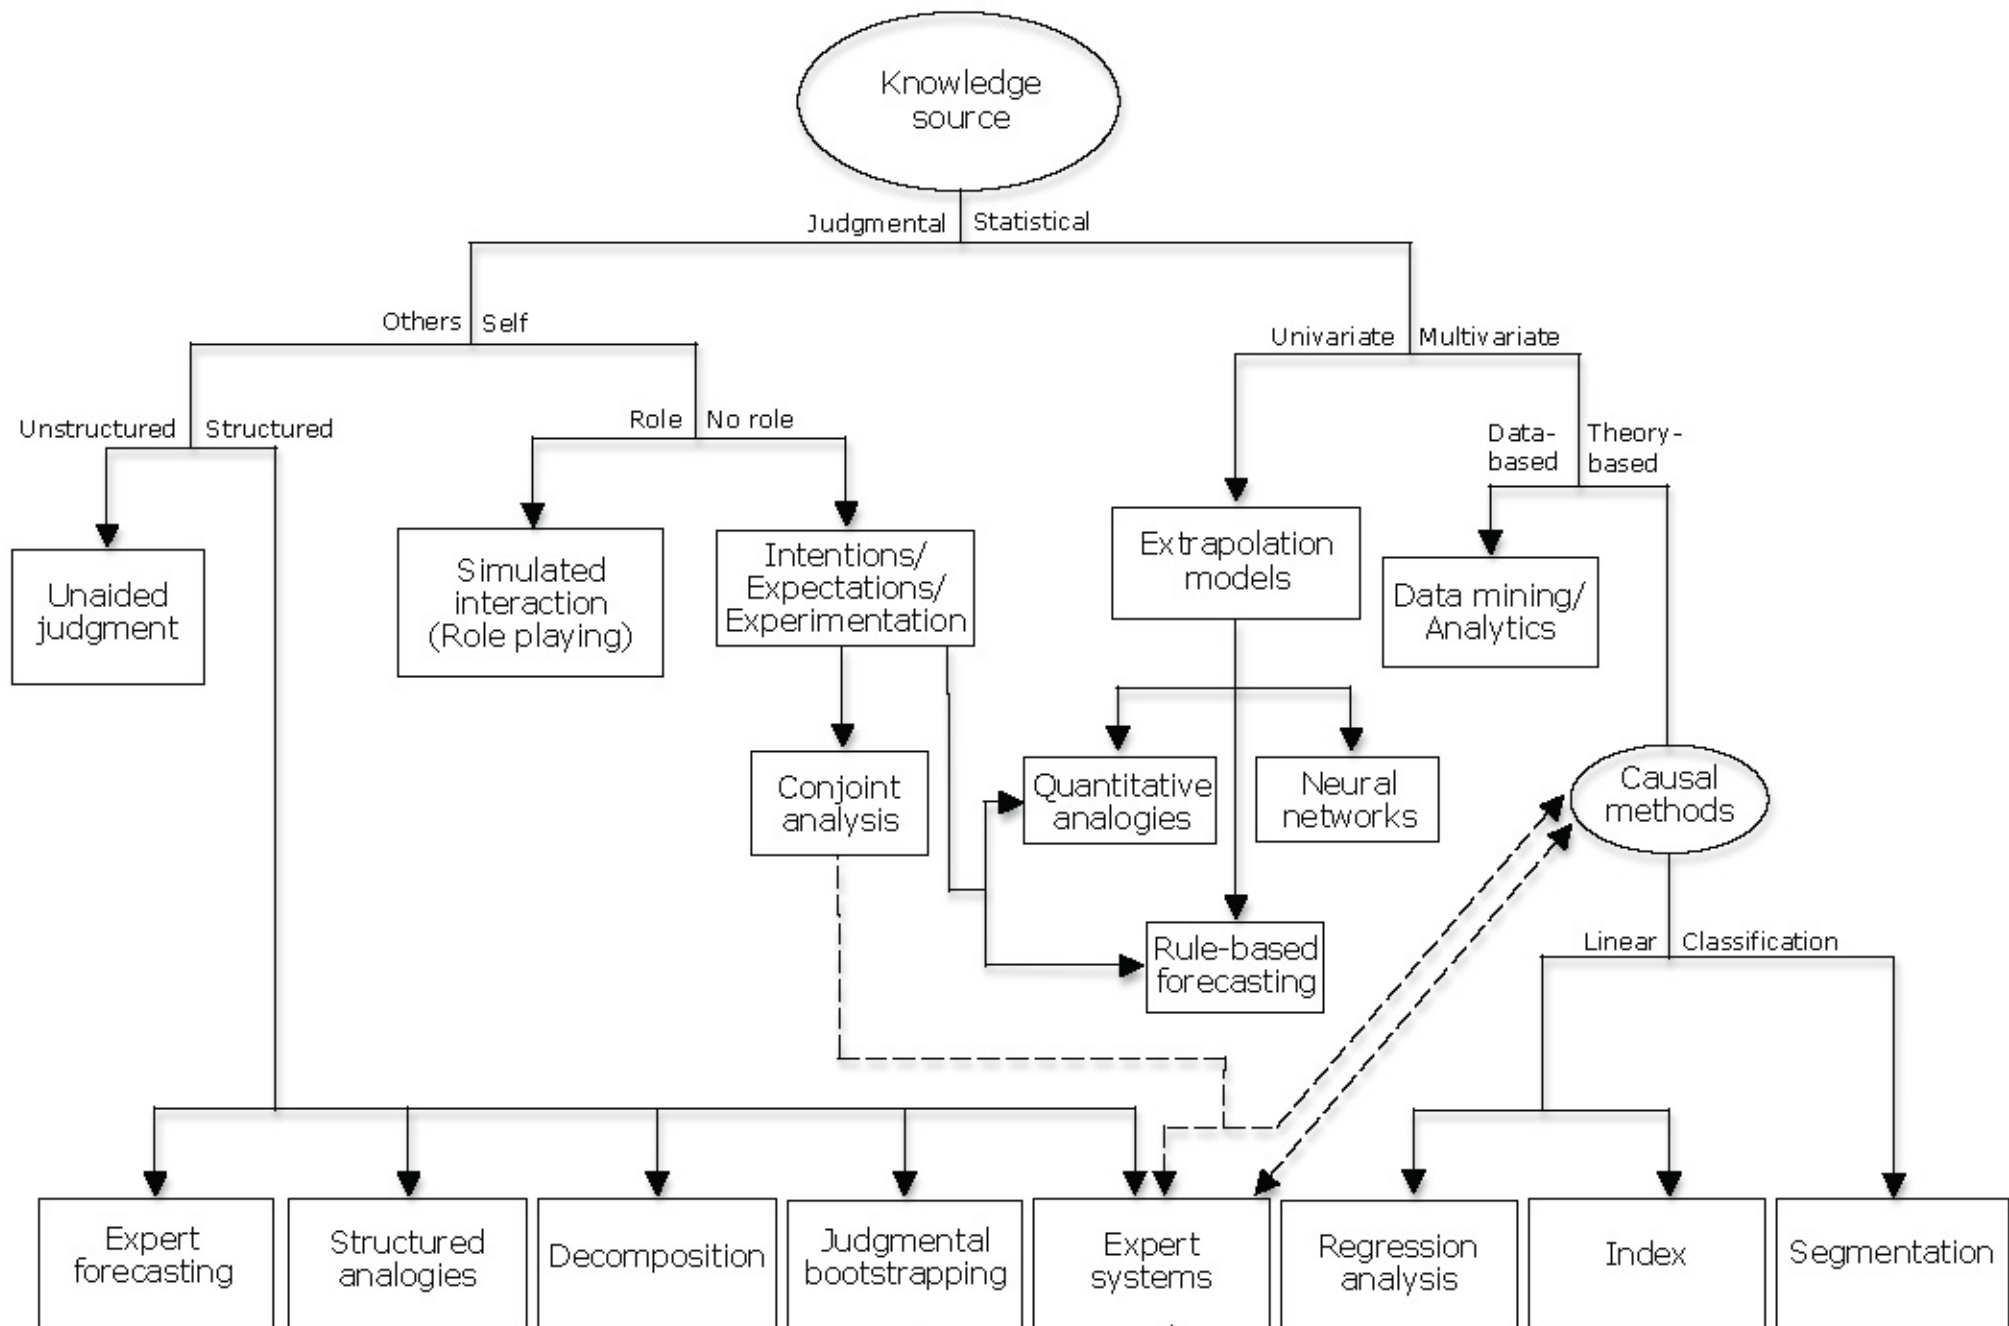 Knowledge
source
Judgmental
Statistical
Others
Self
Univariate
Multivariate
Unstructured
Structured
Role
No role
Data-
based
Theory-
based
Unaided
judgment
Simulated
interaction
(Role playing)
Intentions/
Expectations/
Experimentation
Extrapolation
models
Data mining/
Analytics
Conjoint
analysis
Quantitative
analogies
Neural
networks
Causal
methods
Rule-based
forecasting
Linear
Classification
Expert
forecasting
Structured
analogies
Decomposition
Judgmental
bootstrapping
Expert
systems
Regression
analysis
Index
Segmentation